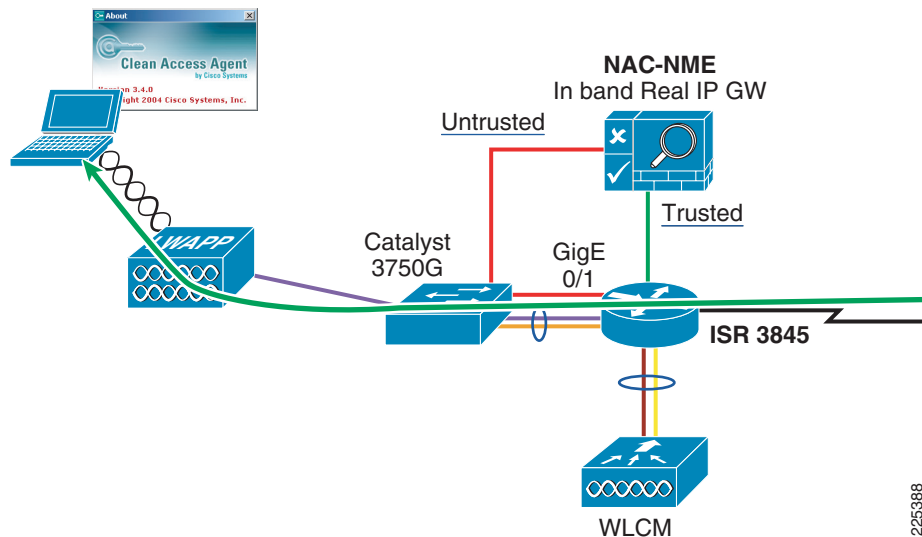 About
Clean Access Agent
by Cisco Systems
Version 3.4.0
right 2004 Cisco Systems, Inc.
NAC-NME
In band Real IP GW
Untrusted
Trusted
LWAPP
Catalyst
3750G
GigE
0/1
ISR 3845
WLCM
225388